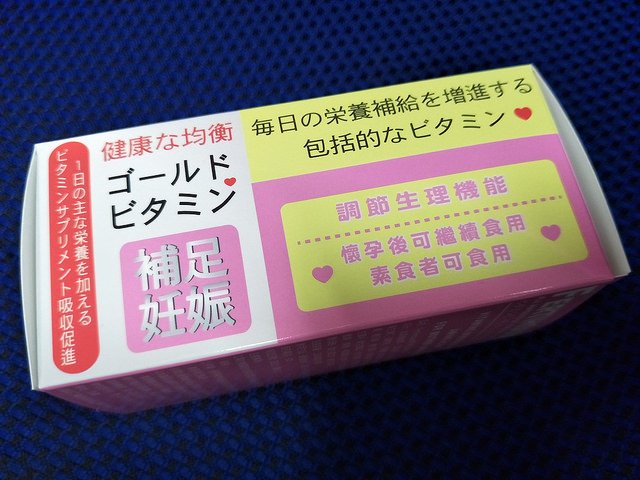 1日の主な栄養を加える
ビタミンサプリメント吸収促進
健康な均衡
ゴールド
ビタミン
補足
妊娠
毎日の栄養補給を増進する
包括的なビタミン
調節生理機能
懷孕後可繼續食用
素食者可食用